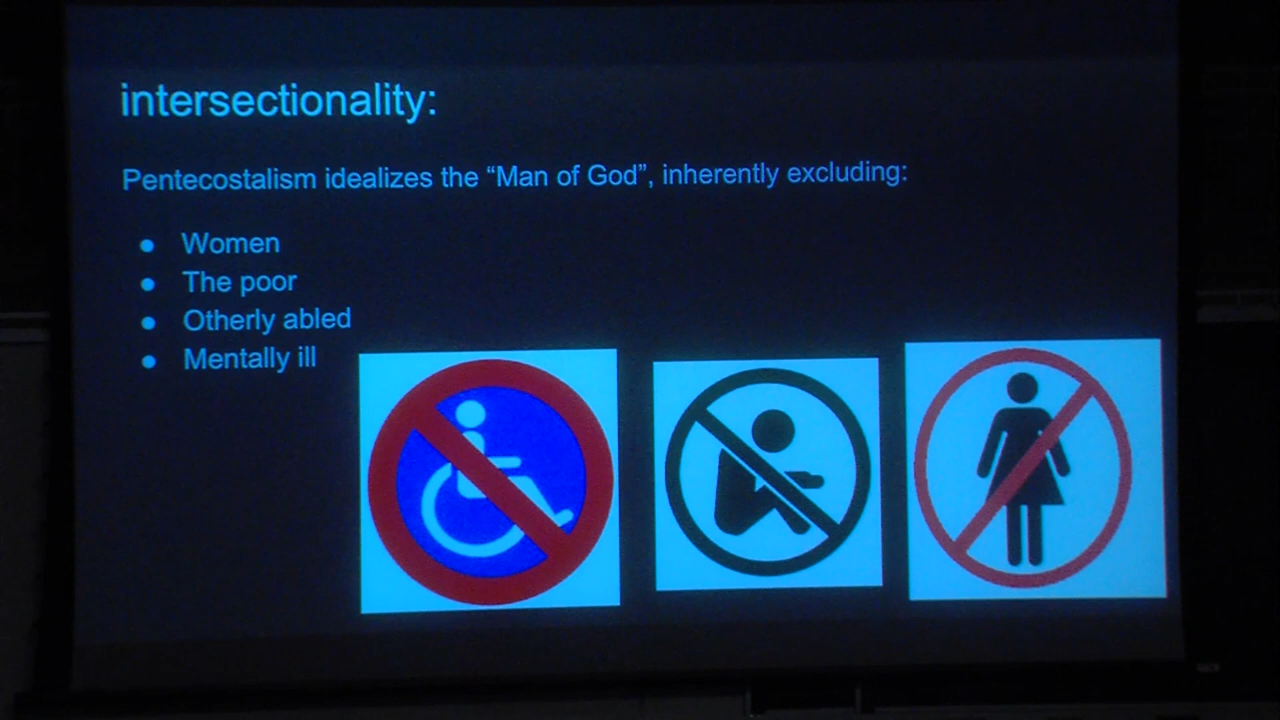 intersectionality:
Pentecostalism idealizes the “Man of God”, inherently excluding:
● Women
● The poor
● Otherly abled
● Mentally ill